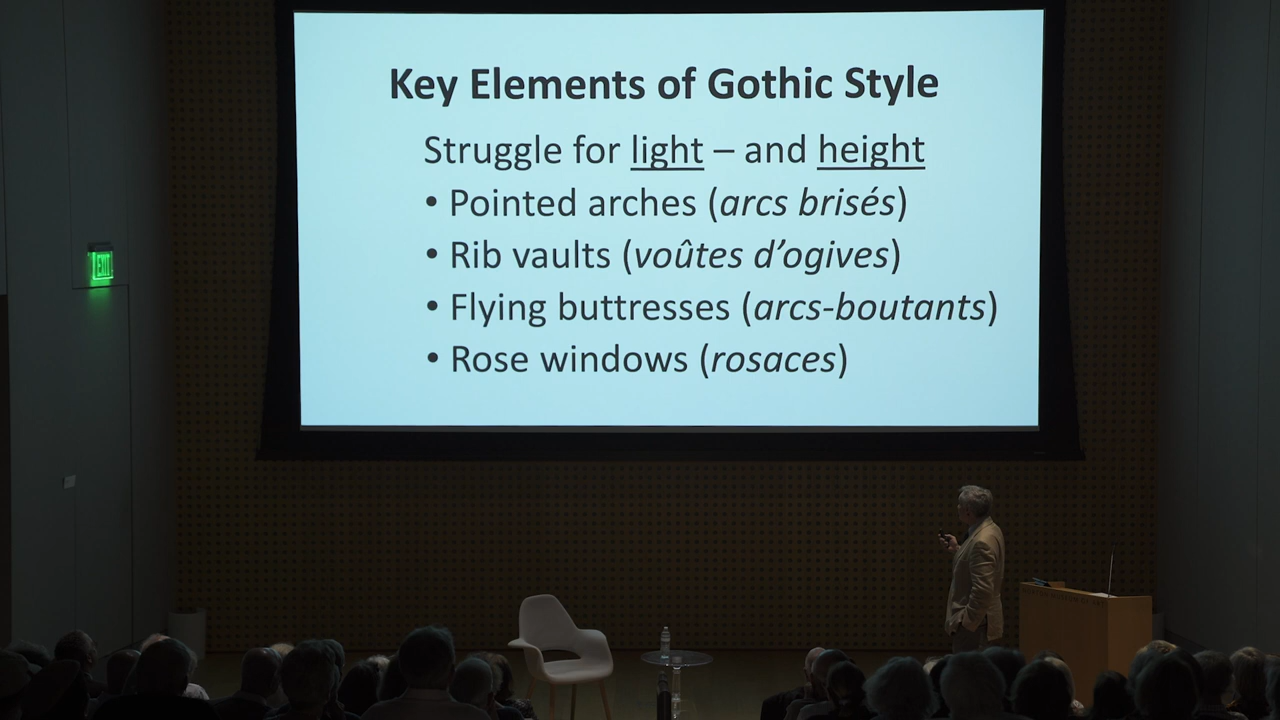 Key Elements of Gothic Style
Struggle for light – and height
• Pointed arches (arcs brisés)
• Rib vaults (voûtes d’ogives)
• Flying buttresses (arcs-boutants)
• Rose windows (rosaces)
EXIT